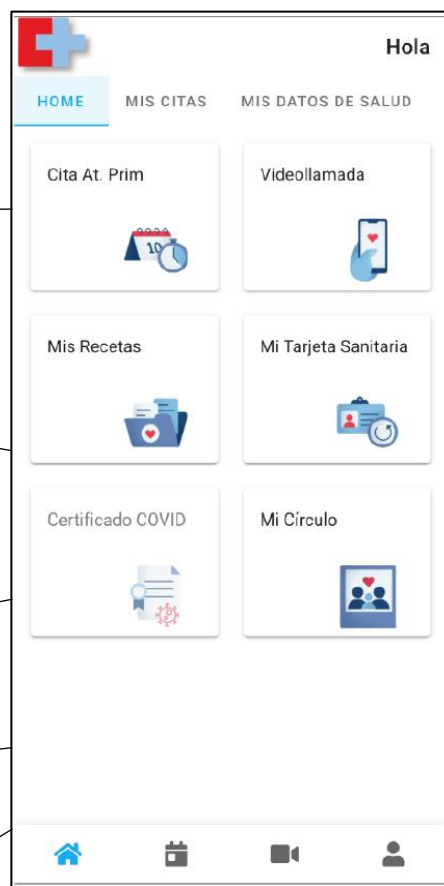 Hola
HOME MIS CITAS MIS DATOS DE SALUD
Cita At. Prim
Videollamada
10
Mis Recetas
Mi Tarjeta Sanitaria
Certificado COVID
Mi Círculo